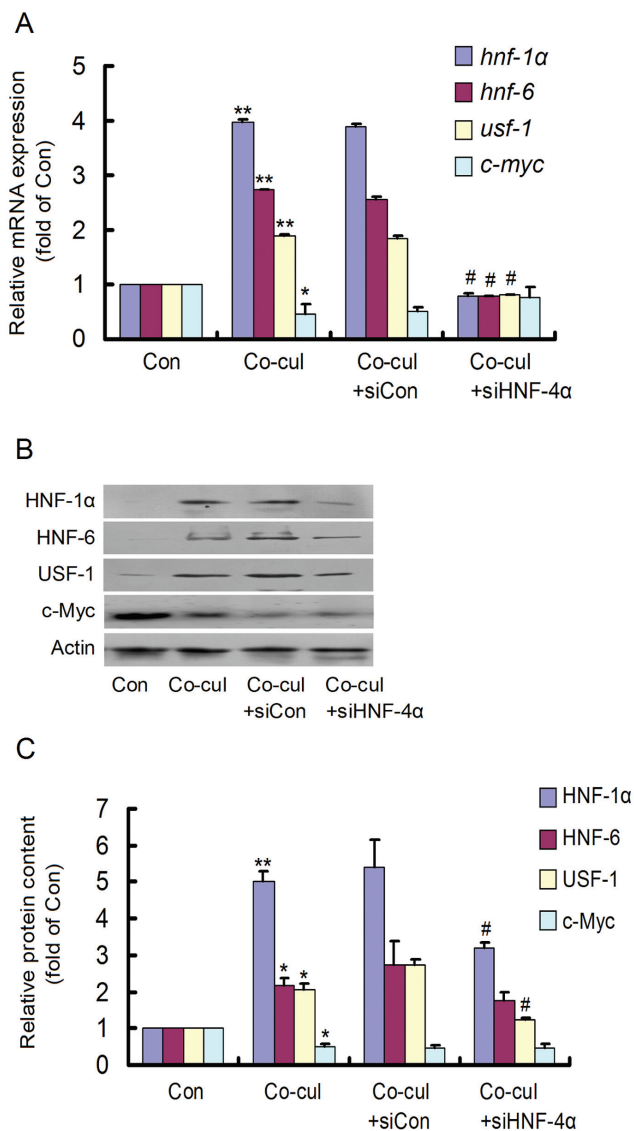 A
Relative mRNA expression
(fold of Con)
5
4
3
2
1
0
**
**
**
*
#
#
#
hnf-1α
hnf-6
usf-1
c-myc
Con
Co-cul
Co-cul
+siCon
Co-cul
+siHNF-4α
B
HNF-1α
HNF-6
USF-1
c-Myc
Actin
Con
Co-cul
Co-cul
+siCon
Co-cul
+siHNF-4α
C
Relative protein content
(fold of Con)
7
6
5
4
3
2
1
0
**
*
*
*
#
#
HNF-1α
HNF-6
USF-1
c-Myc
Con
Co-cul
Co-cul
+siCon
Co-cul
+siHNF-4α